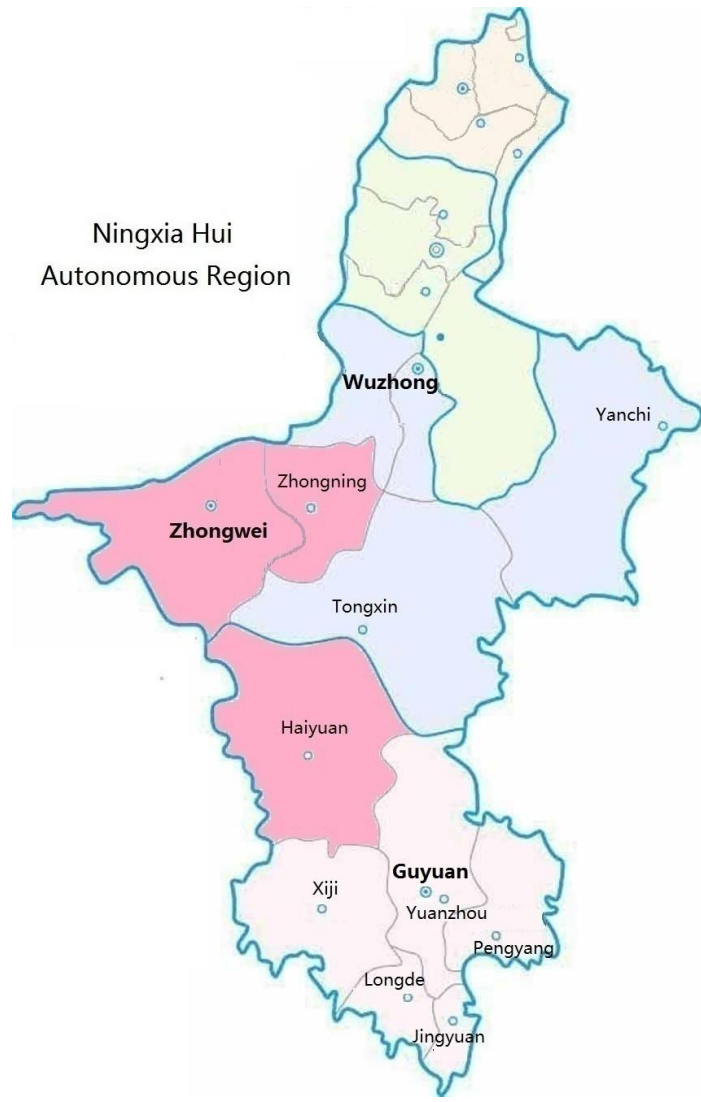 Ningxia Hui
Autonomous Region
Wuzhong
Yanchi
Zhongning
Zhongwei
Tongxin
Haiyuan
Guyuan
Xiji
Yuanzhou
Pengyang
Longde
Jingyuan